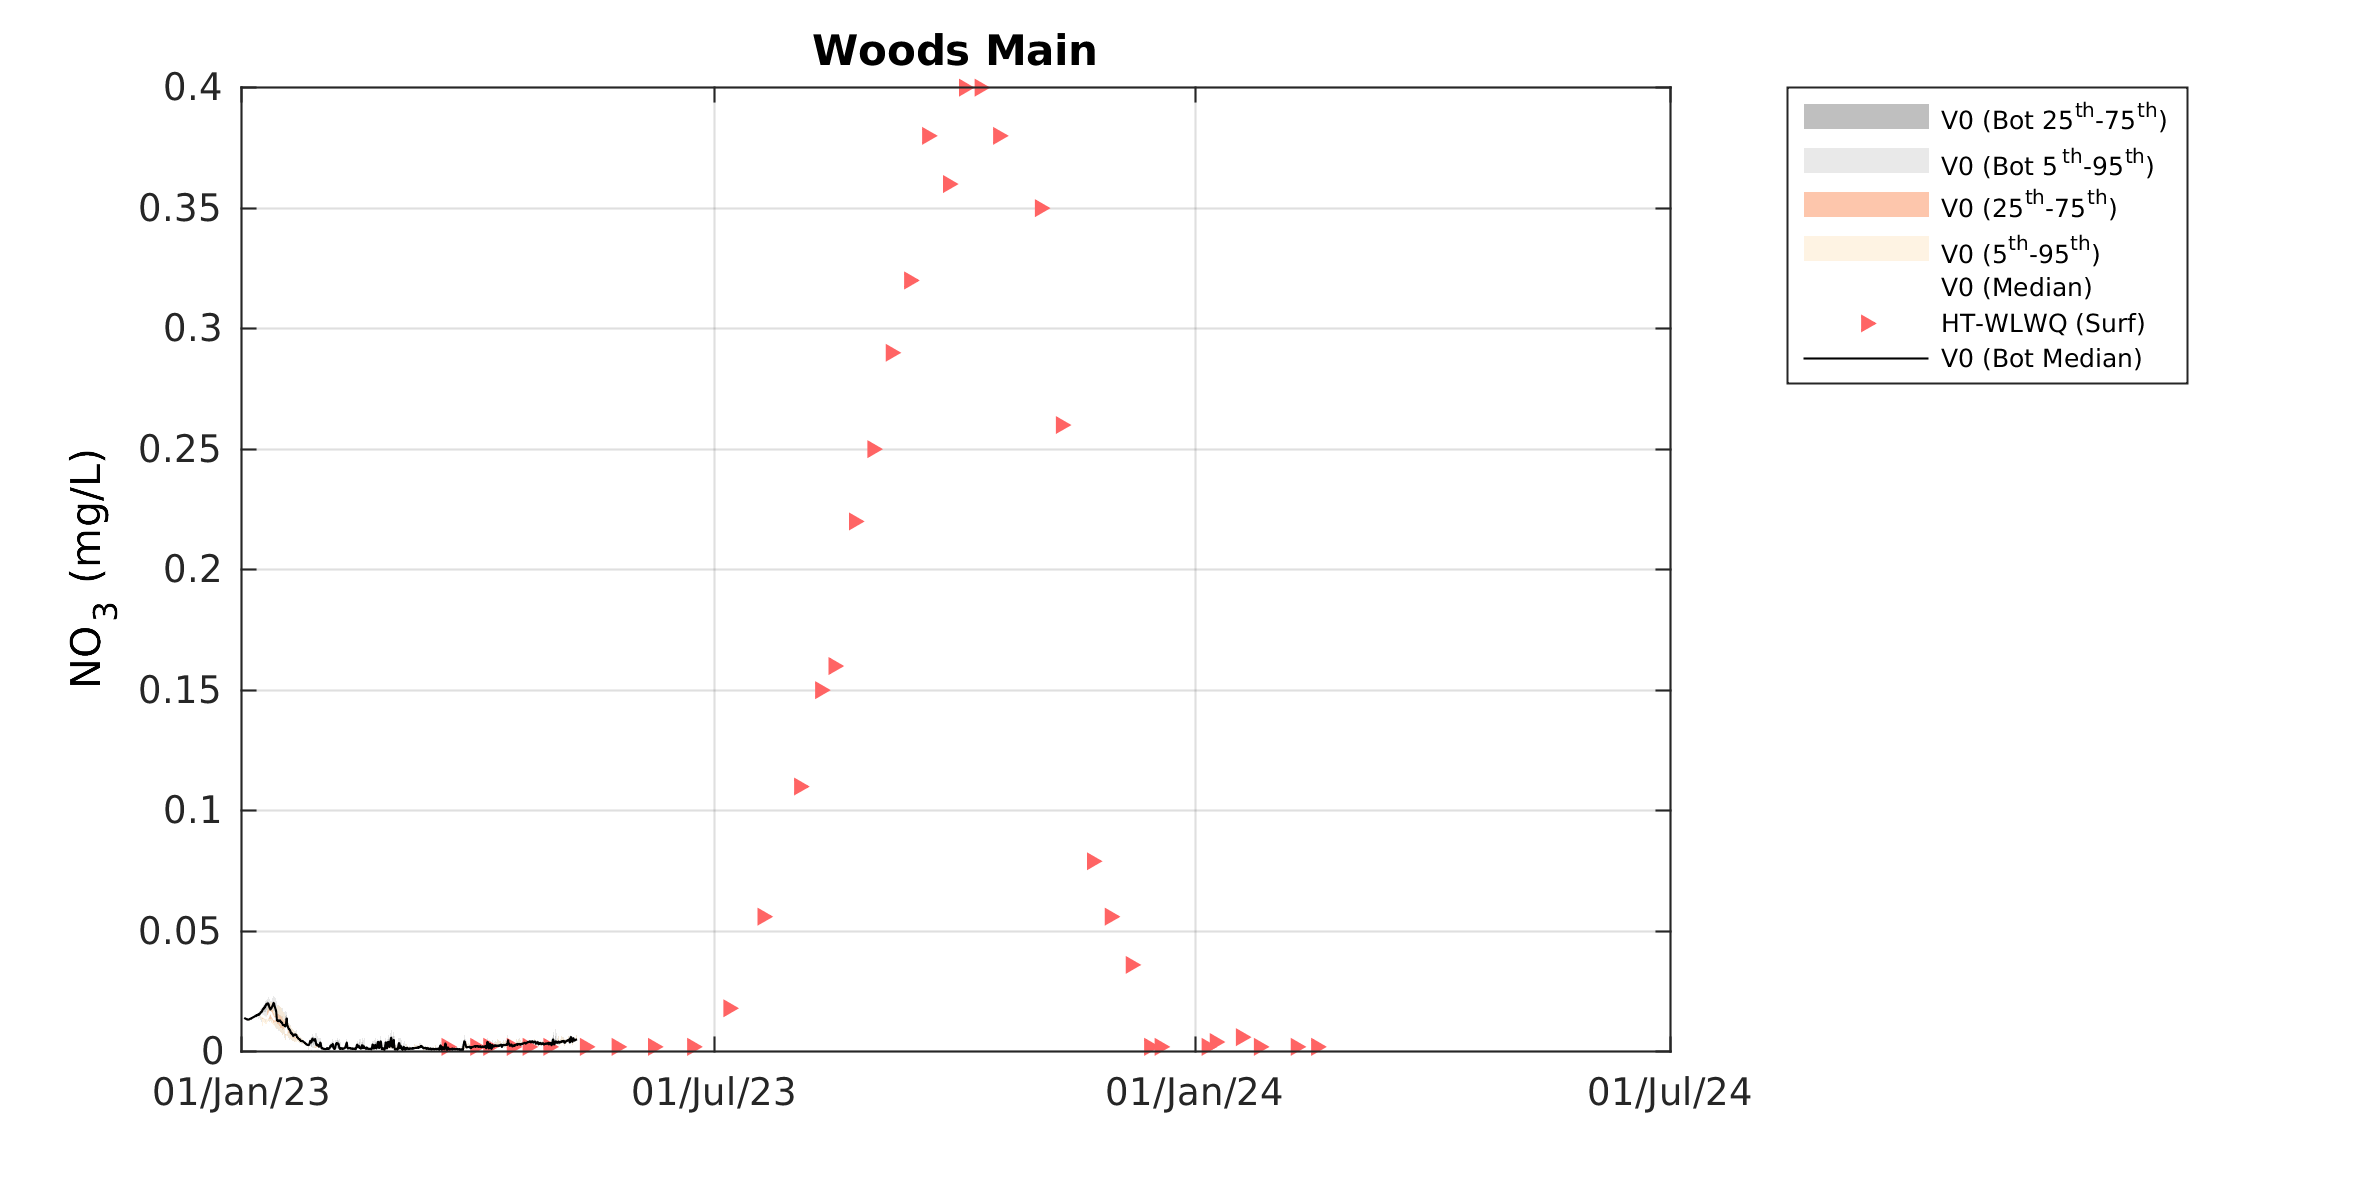 Woods Main
NO3 (mg/L)
0.4
0.35
0.3
0.25
0.2
0.15
0.1
0.05
0
01/Jan/23 01/Jul/23 01/Jan/24 01/Jul/24
V0 (Bot 25th-75th)
V0 (Bot 5th-95th)
V0 (25th-75th)
V0 (5th-95th)
V0 (Median)
HT-WLWQ (Surf)
V0 (Bot Median)